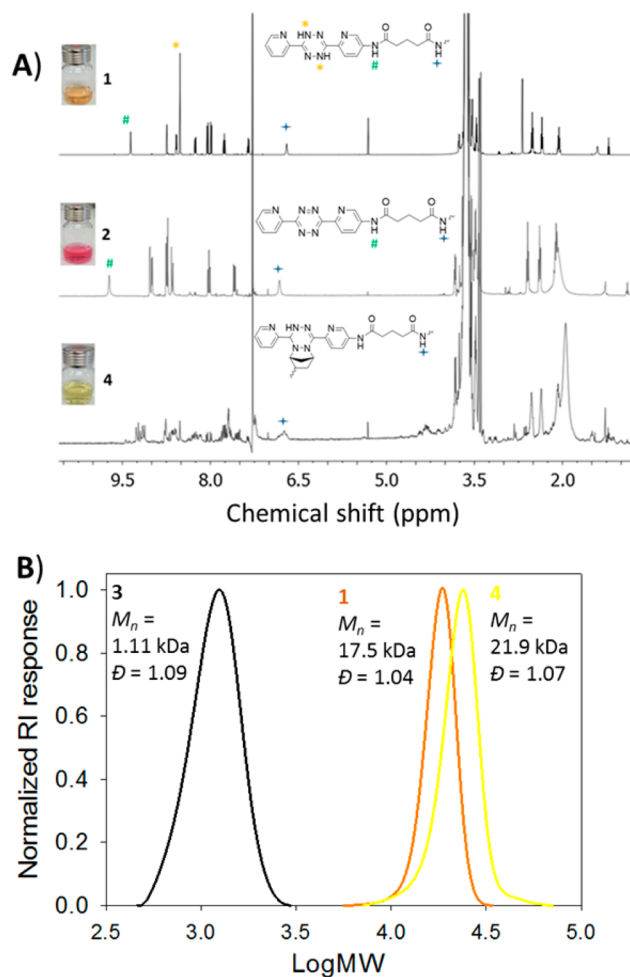 A)
*
1
#
N
HN
N
N
NH
*
N
O
N
H
#
O
N
H
2
#
N
N
N
N
N
N
O
N
H
#
O
N
H
4
N
HN
N
N
N
N
O
N
H
O
N
H
9.5 8.0 6.5 5.0 3.5 2.0
Chemical shift (ppm)
B)
3
Mn =
1.11 kDa
Đ = 1.09
1
Mn =
17.5 kDa
Đ = 1.04
4
Mn =
21.9 kDa
Đ = 1.07
Normalized RI response
1.0
0.8
0.6
0.4
0.2
0.0
2.5 3.0 3.5 4.0 4.5 5.0
LogMW